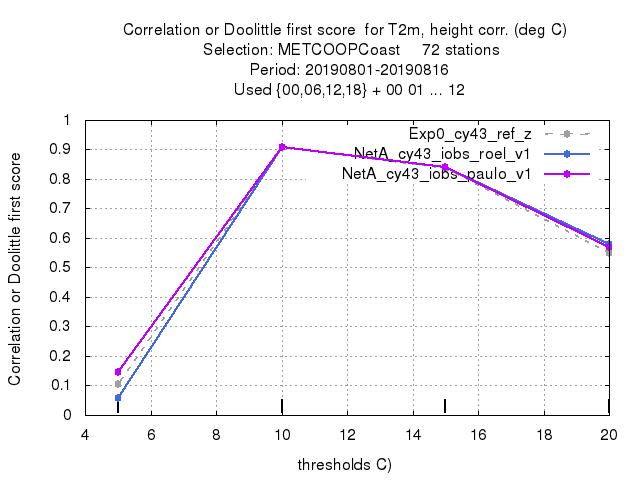 Correlation or Doolittle first score  for T2m, height corr. (deg C)
Selection: METCOOPCoast     72 stations
Period: 20190801-20190816
Used {00,06,12,18} + 00 01 ... 12
Correlation or Doolittle first score
1
0.9
0.8
0.7
0.6
0.5
0.4
0.3
0.2
0.1
0
Exp0_cy43_ref_z
NetA_cy43_iobs_roel_v1
NetA_cy43_iobs_paulo_v1
4 6 8 10 12 14 16 18 20
thresholds C)